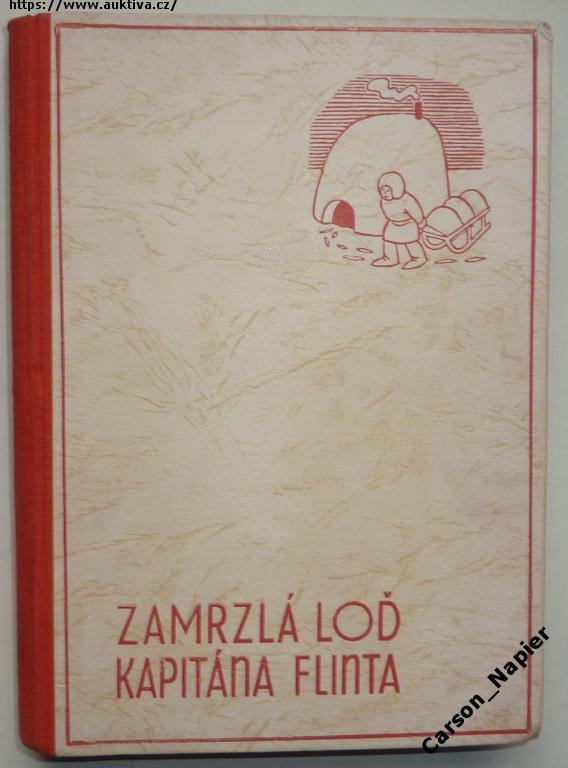 https://www.auktiva.cz/
ZAMRZLÁ LOĎ
KAPITÁNA FLINTA
Carson_Napier